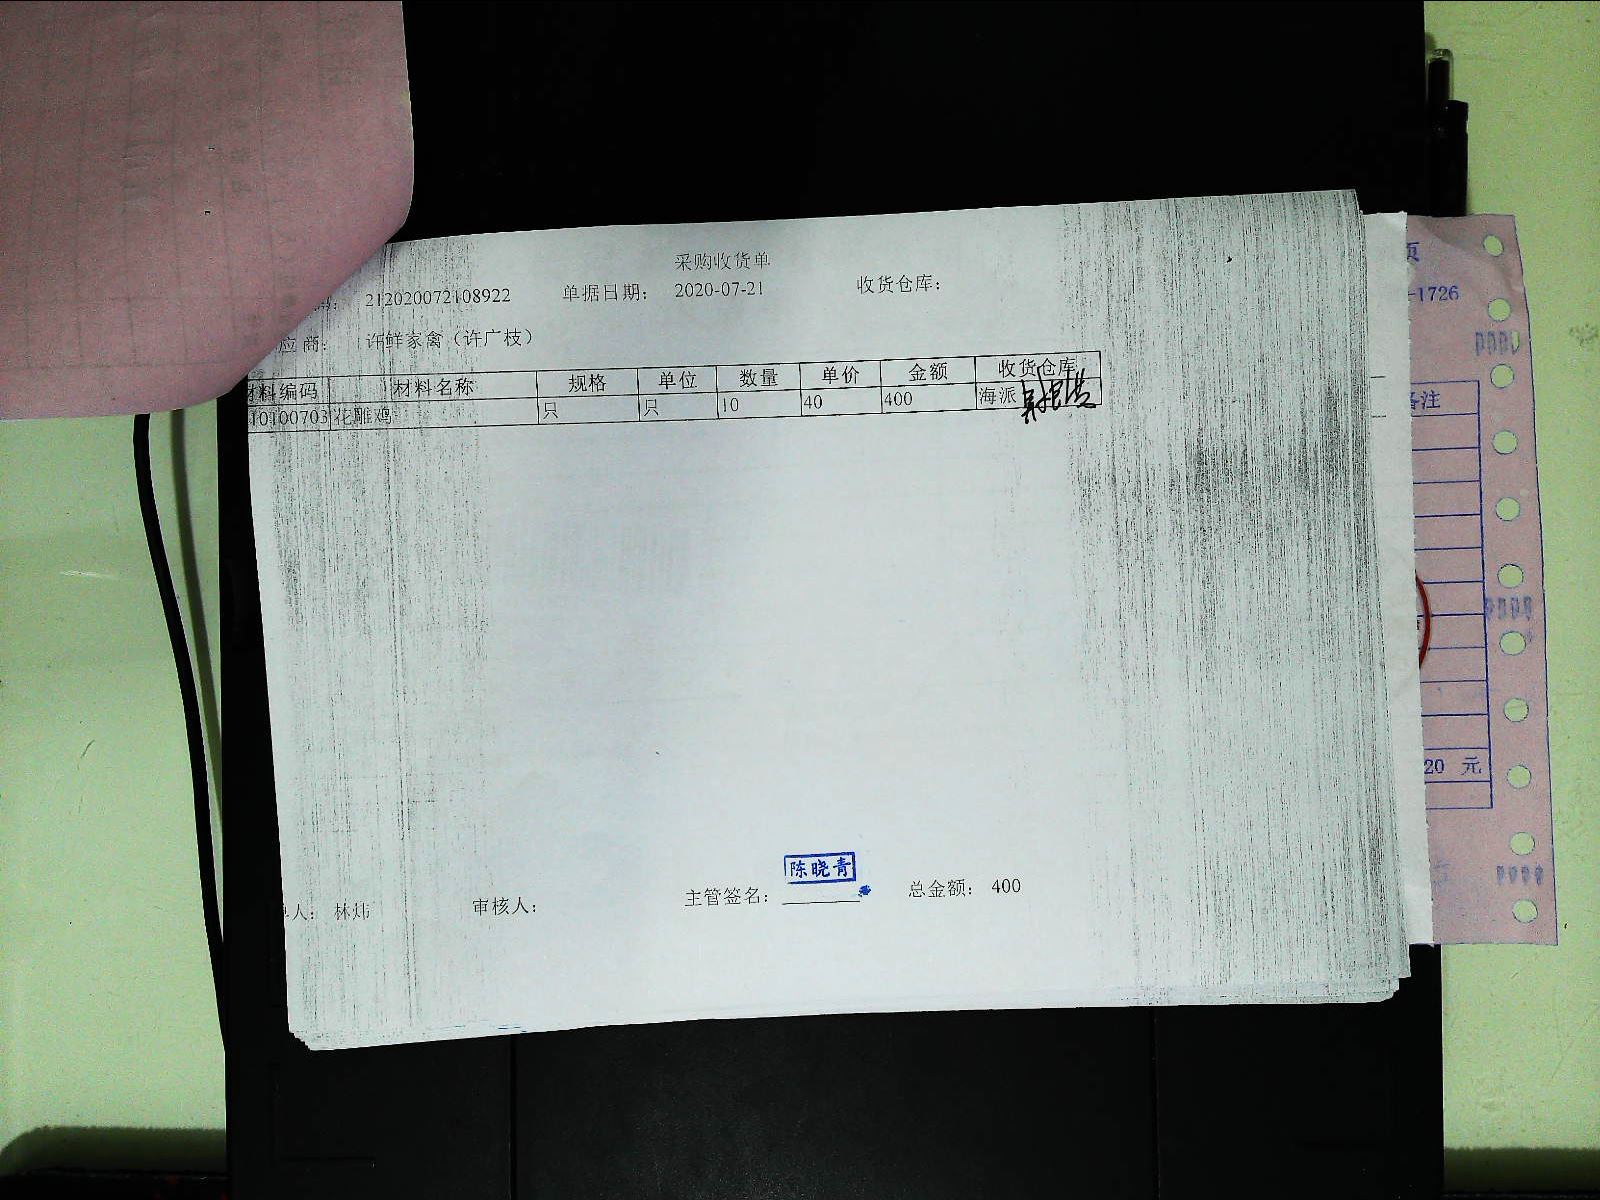 采购收货单
212020072108922 单据日期： 2020-07-21 收货仓库：
应商： 许鲜家禽（许广枝）
材料编码 材料名称 规格 单位 数量 单价 金额 收货仓库
10100703 花雕鸡 只 只 10 40 400 海派
陈晓青
人： 林炜 审核人： 主管签名： 总金额： 400
页
-1726
备注
20 元